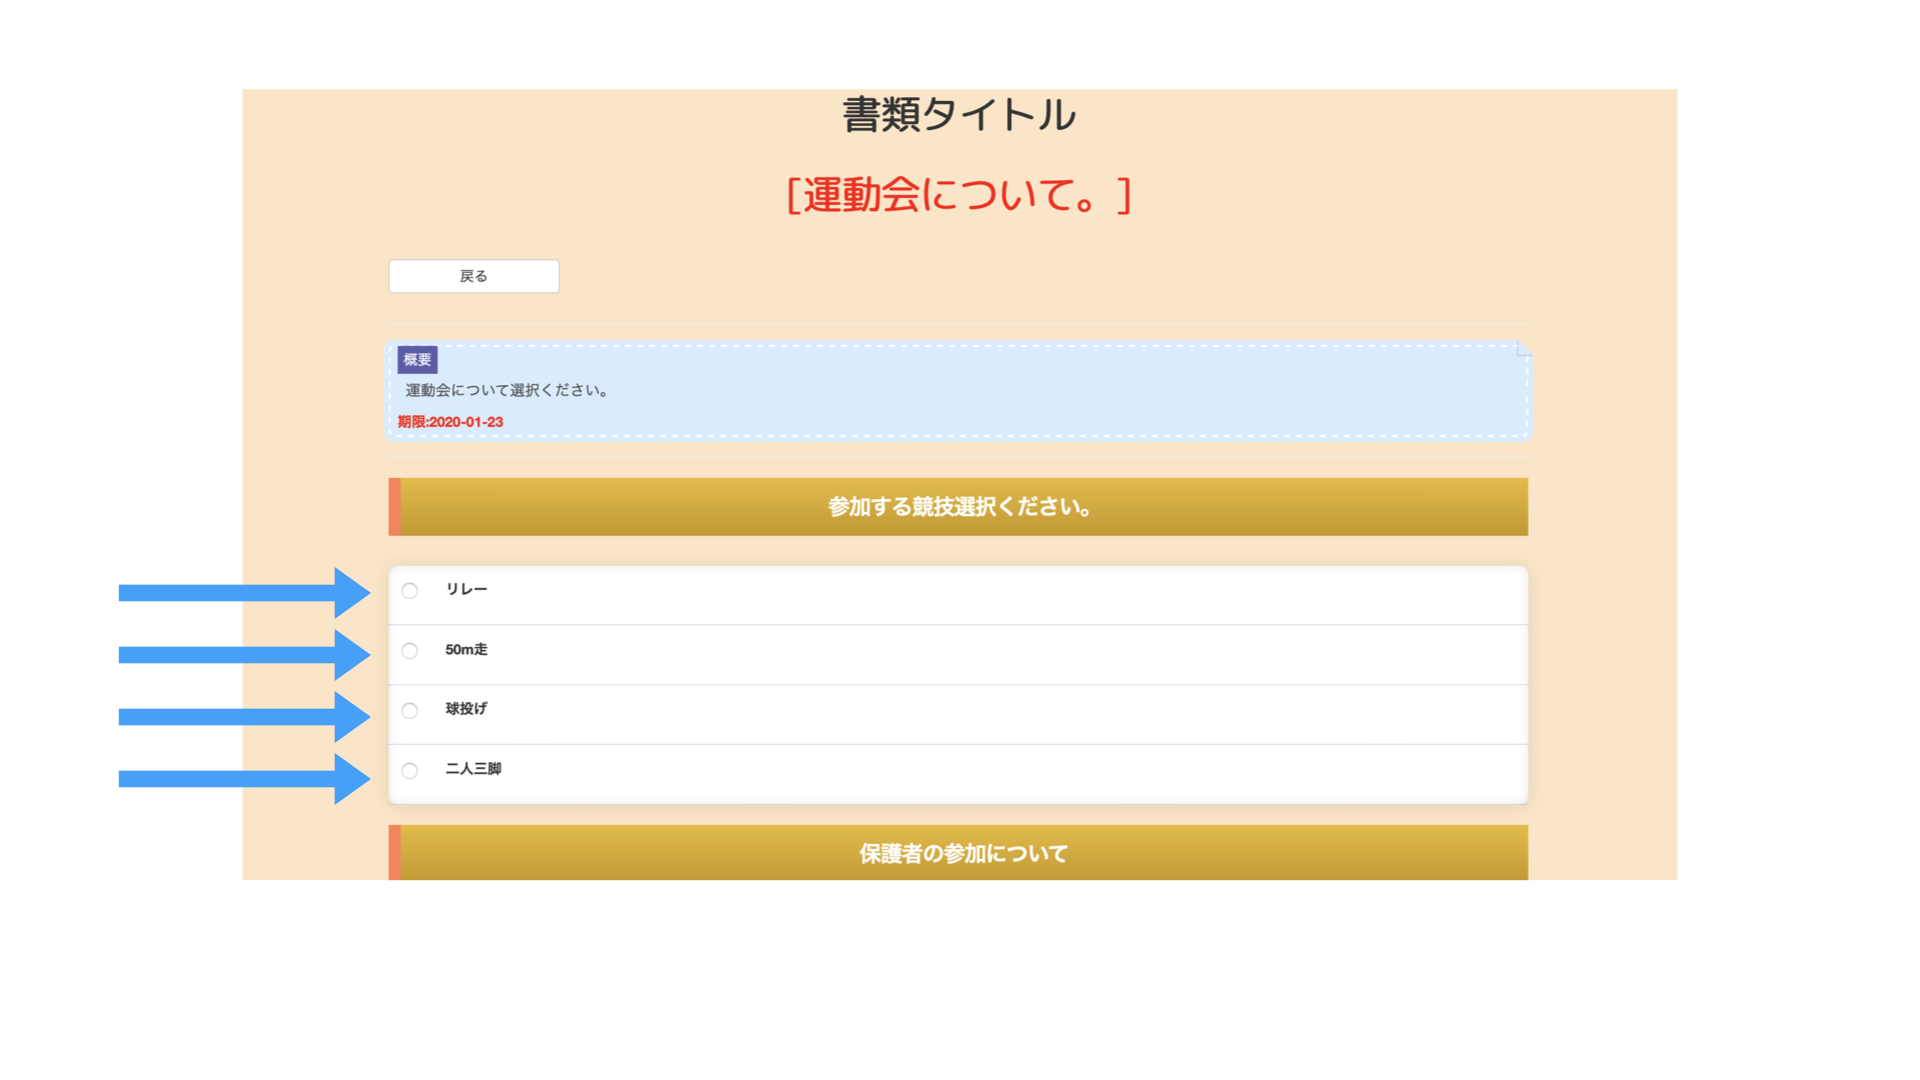 書類タイトル
[運動会について。]
戻る
概要
運動会について選択ください。
期限:2020-01-23
参加する競技選択ください。
リレー
50m走
球投げ
二人三脚
保護者の参加について